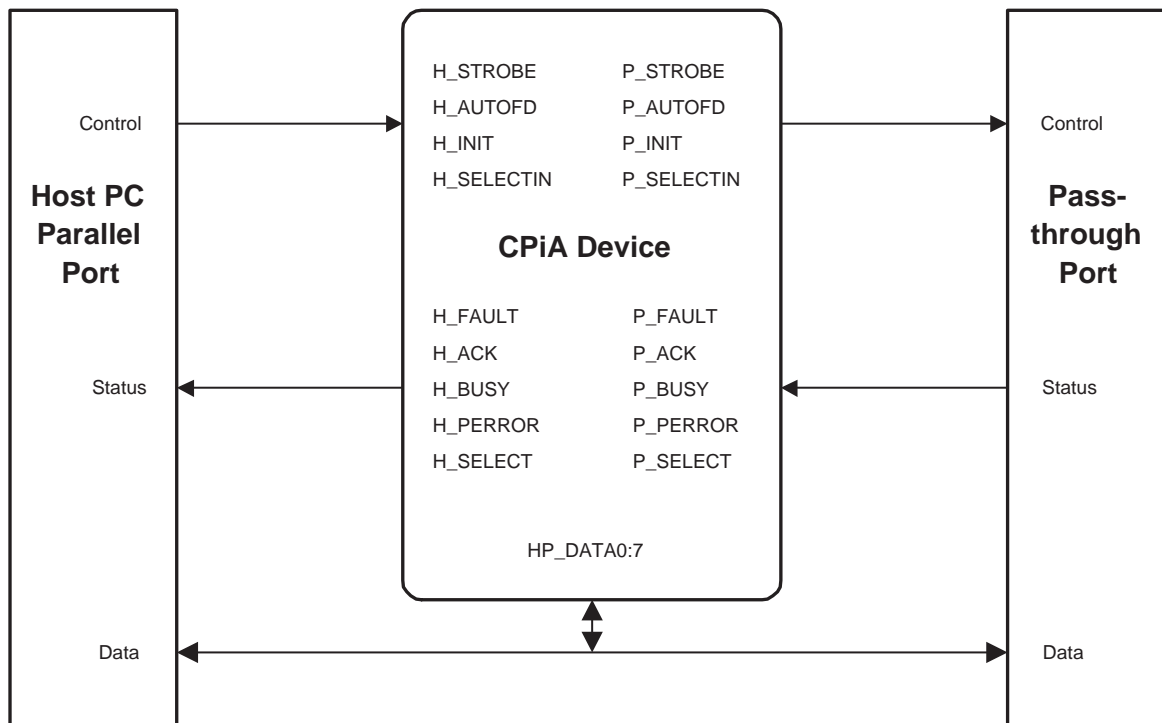 H_STROBE P_STROBE
H_AUTOFD P_AUTOFD
Control Control
H_INIT P_INIT
H_SELECTIN P_SELECTIN
Host PC
Parallel
Port
CPiA Device
Pass-
through
Port
H_FAULT P_FAULT
H_ACK P_ACK
Status H_BUSY P_BUSY Status
H_PERROR P_PERROR
H_SELECT P_SELECT
HP_DATA0:7
Data Data